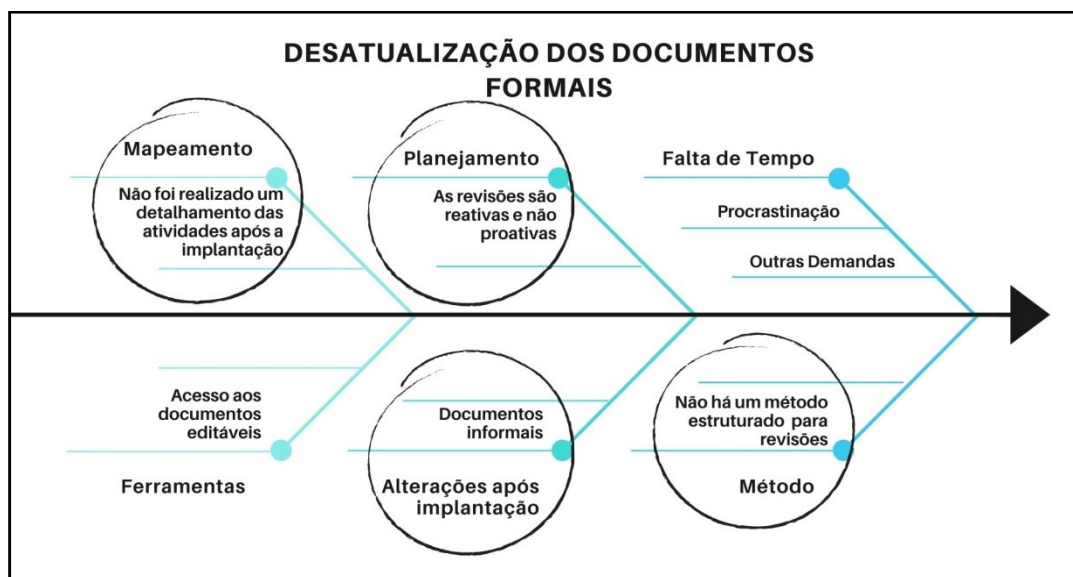 DESATUALIZAÇÃO DOS DOCUMENTOS
FORMAIS
Mapeamento
Não foi realizado um
detalhamento das
atividades após a
implantação
Planejamento
As revisões são
reativas e não
proativas
Falta de Tempo
Procrastinação
Outras Demandas
Acesso aos
documentos
editáveis
Ferramentas
Documentos
informais
Alterações após
implantação
Não há um método
estruturado para
revisões
Método